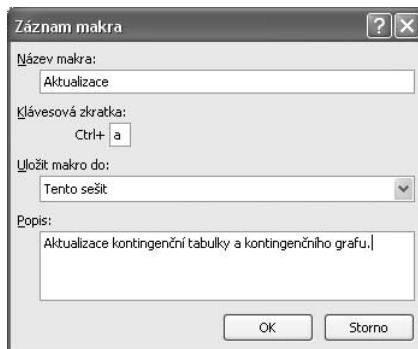 Záznam makra
Název makra:
Aktualizace
Klávesová zkratka:
Ctrl+ a
Uložit makro do:
Tento sešit
Popis:
Aktualizace kontingenční tabulky a kontingenčního grafu.
OK Storno